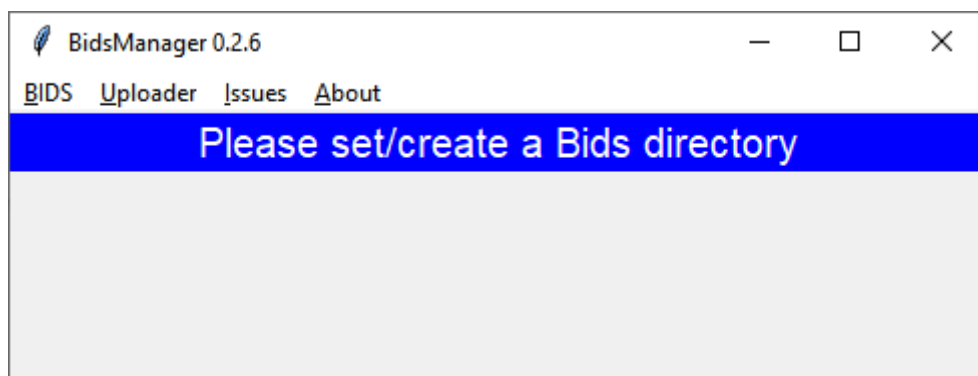 BidsManager 0.2.6
BIDS Uploader Issues About
Please set/create a Bids directory